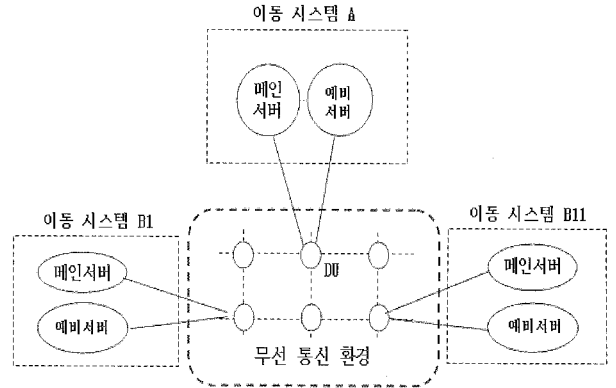 이동 시스템 A
메인
서버
예비
서버
이동 시스템 B1
메인서버
예비서버
DU
무선 통신 환경
이동 시스템 B11
메인서버
예비서버